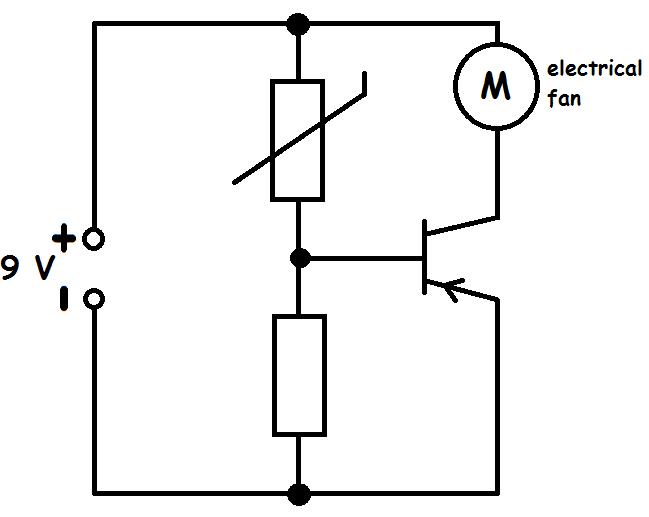 M
electrical
fan
+
9 V
-